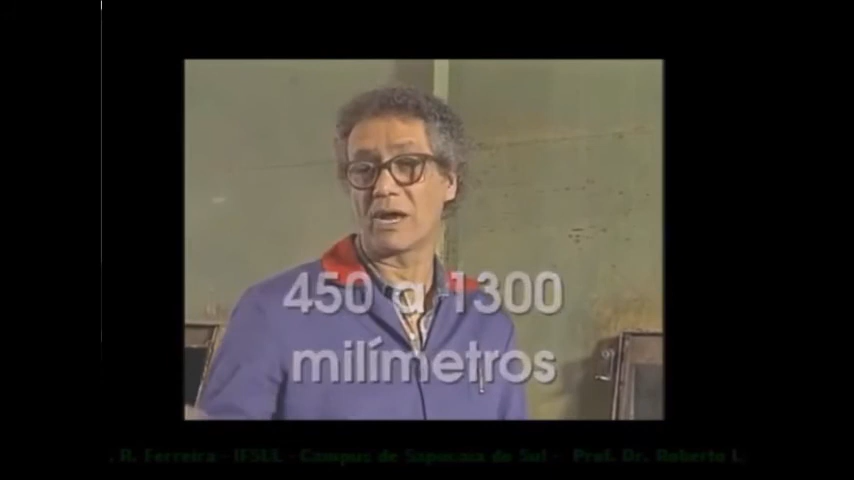 450 a 1300
milímetros
. R. Ferreira - IFSUL - Campus de Sapucaia do Sul - Prof. Dr. Roberto L